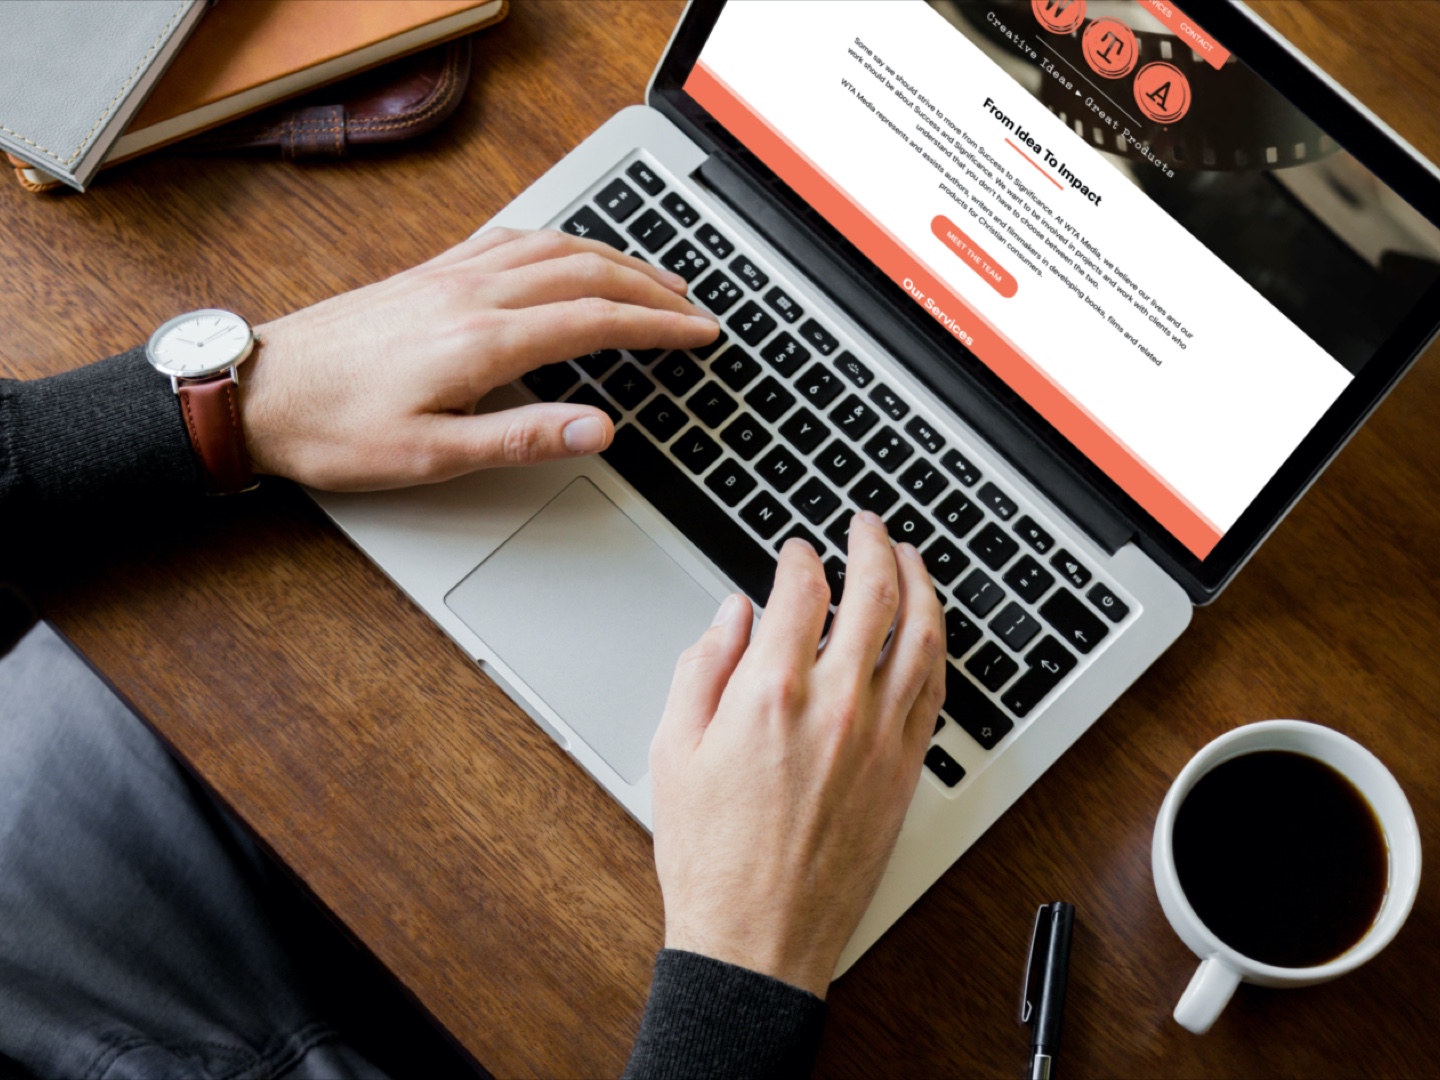 SERVICES CONTACT
W T A
Creative Ideas ▸ Great Products
From Idea To Impact
Some say we should strive to move from Success to Significance. At WTA Media, we believe our lives and our
work should be about Success and Significance. We want to be involved in projects and work with clients who
understand that you don't have to choose between the two.
WTA Media represents and assists authors, writers and filmmakers in developing books, films and related
products for Christian consumers.
MEET THE TEAM
Our Services